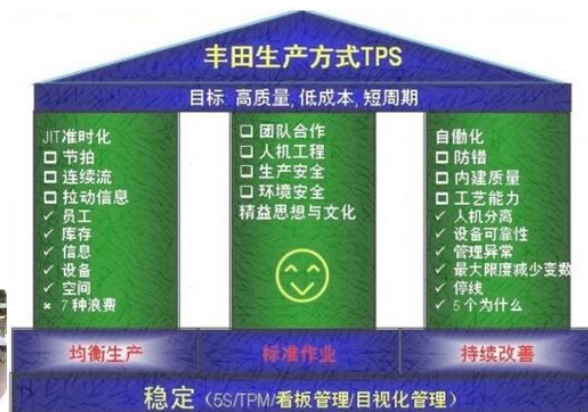 丰田生产方式TPS
目标: 高质量, 低成本, 短周期
JIT准时化
□ 节拍
□ 连续流
□ 拉动信息
✓ 员工
✓ 库存
✓ 信息
✓ 设备
✓ 空间
× 7种浪费
□ 团队合作
□ 人机工程
□ 生产安全
□ 环境安全
精益思想与文化
自働化
□ 防错
□ 内建质量
□ 工艺能力
✓ 人机分离
✓ 设备可靠性
✓ 管理异常
✓ 最大限度减少变数
✓ 停线
✓ 5个为什么
均衡生产
标准作业
持续改善
稳定（5S/TPM/看板管理/目视化管理）